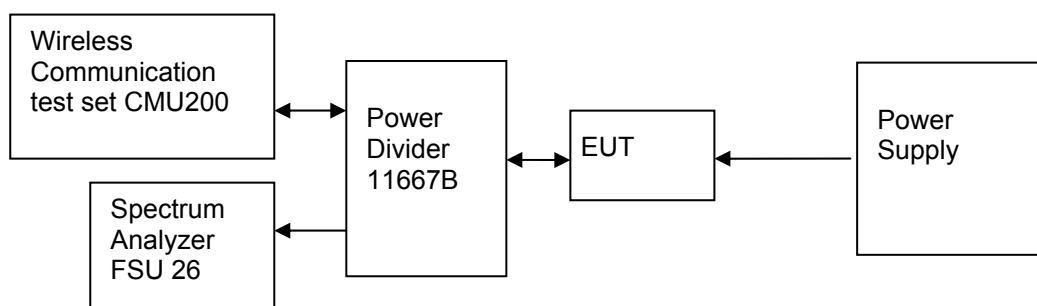 Wireless
Communication
test set CMU200
Power
Divider
11667B
EUT
Power
Supply
Spectrum
Analyzer
FSU 26